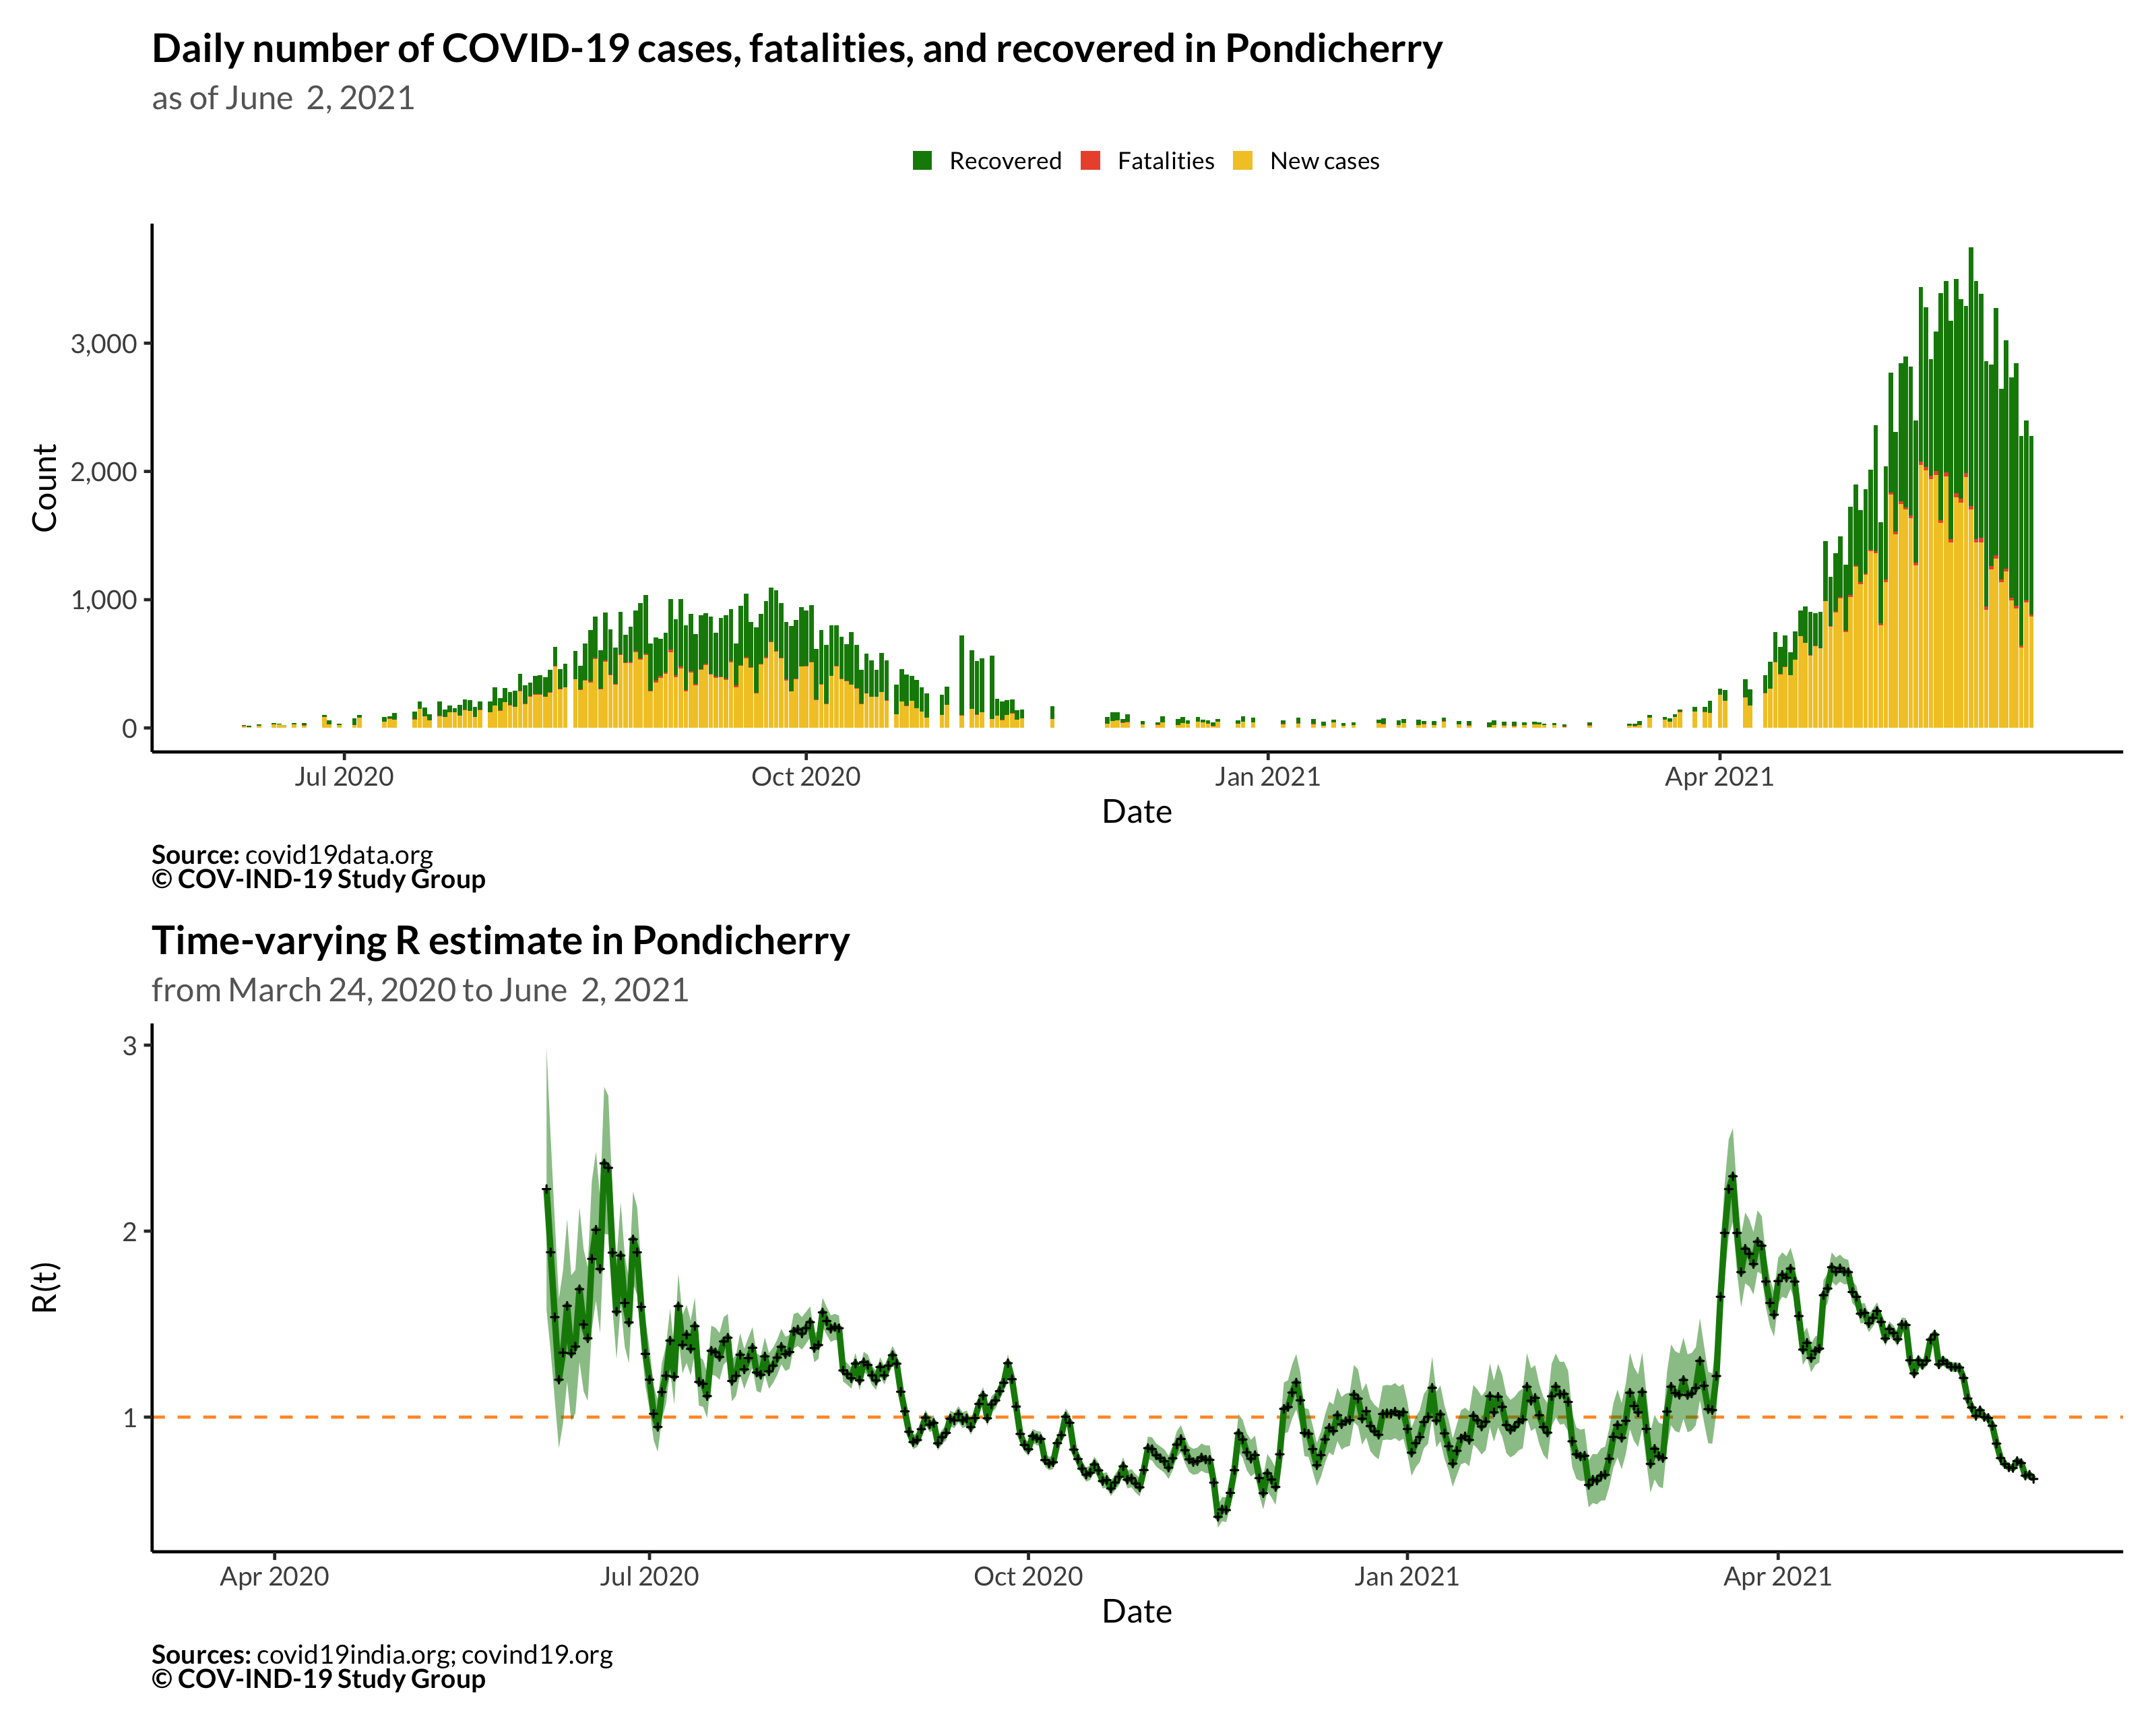 Daily number of COVID-19 cases, fatalities, and recovered in Pondicherry
as of June  2, 2021
Recovered Fatalities New cases
3,000
2,000
1,000
0
Count
Jul 2020 Oct 2020 Jan 2021 Apr 2021
Date
Source: covid19data.org
© COV-IND-19 Study Group
Time-varying R estimate in Pondicherry
from March 24, 2020 to June  2, 2021
3
2
1
R(t)
Apr 2020 Jul 2020 Oct 2020 Jan 2021 Apr 2021
Date
Sources: covid19india.org; covind19.org
© COV-IND-19 Study Group